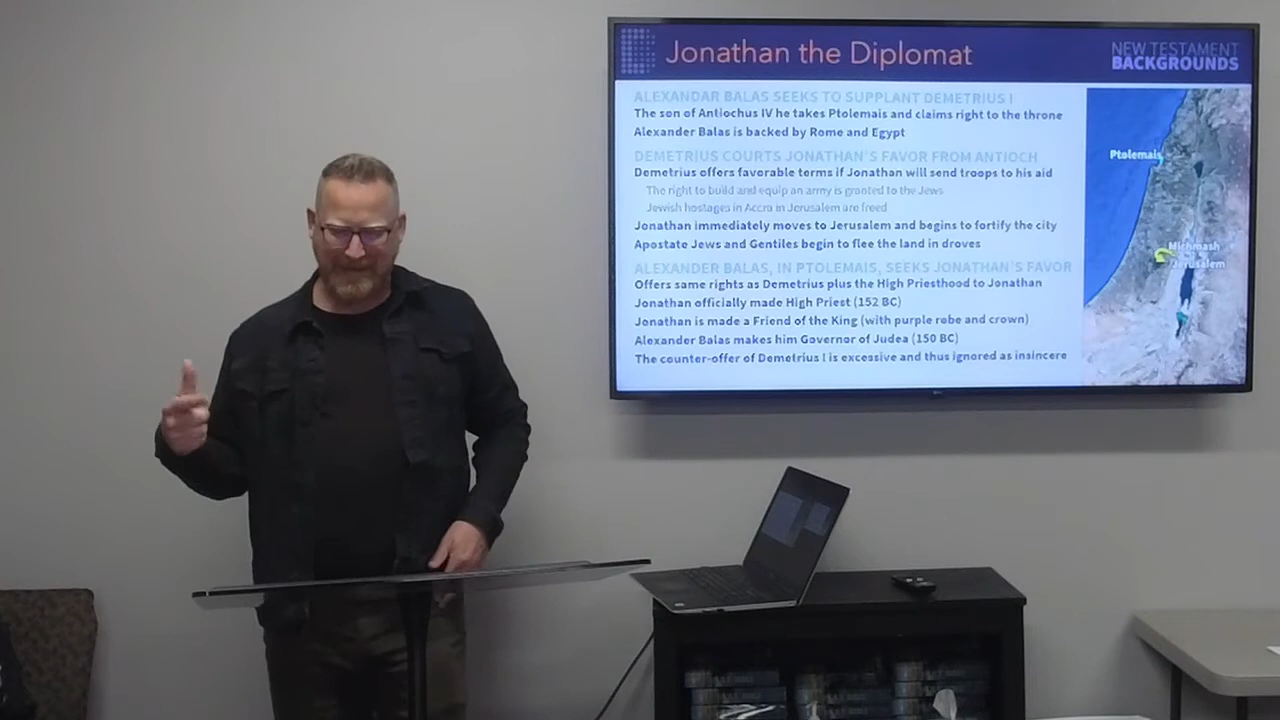 Jonathan the Diplomat
NEW TESTAMENT
BACKGROUNDS
ALEXANDAR BALAS SEEKS TO SUPPLANT DEMETRIUS I
The son of Antiochus IV he takes Ptolemais and claims right to the throne
Alexander Balas is backed by Rome and Egypt
DEMETRIUS COURTS JONATHAN'S FAVOR FROM ANTIOCH
Demetrius offers favorable terms if Jonathan will send troops to his aid
The right to build and equip an army is granted to the Jews
Jewish hostages in Accra in Jerusalem are freed
Jonathan immediately moves to Jerusalem and begins to fortify the city
Apostate Jews and Gentiles begin to flee the land in droves
ALEXANDER BALAS, IN PTOLEMAIS, SEEKS JONATHAN'S FAVOR
Offers same rights as Demetrius plus the High Priesthood to Jonathan
Jonathan officially made High Priest (152 BC)
Jonathan is made a Friend of the King (with purple robe and crown)
Alexander Balas makes him Governor of Judea (150 BC)
The counter-offer of Demetrius I is excessive and thus ignored as insincere
Ptolemais
Michmash
Jerusalem